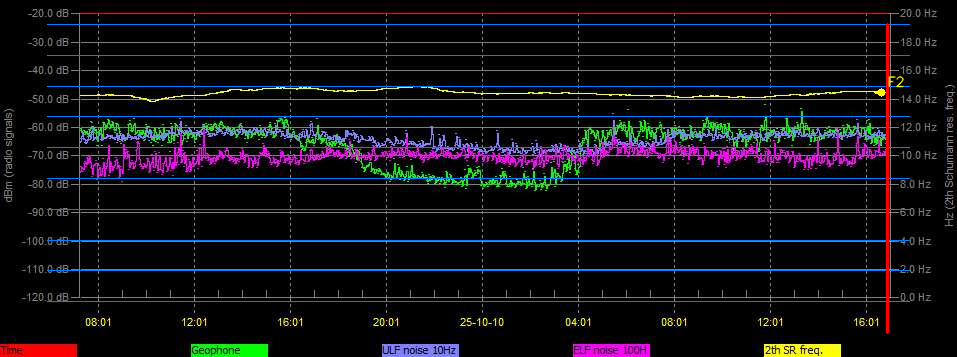 -20.0 dB 20.0 Hz
-30.0 dB 18.0 Hz
-40.0 dB 16.0 Hz
F2
-50.0 dB 14.0 Hz
-60.0 dB 12.0 Hz
-70.0 dB 10.0 Hz
-80.0 dB 8.0 Hz
-90.0 dB 6.0 Hz
-100.0 dB 4.0 Hz
-110.0 dB 2.0 Hz
-120.0 dB 0.0 Hz
dBm (radio signals)
Hz (2th Schumann res. freq.)
08:01 12:01 16:01 20:01 25-10-10 04:01 08:01 12:01 16:01
Time Geophone ULF noise 10Hz ELF noise 100H 2th SR freq.